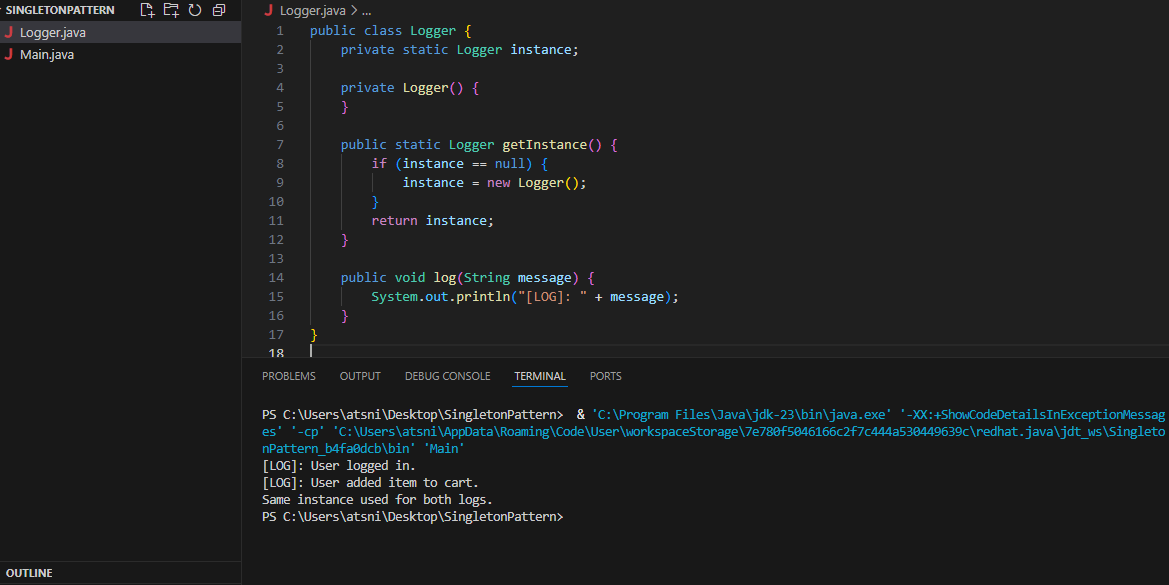 SINGLETONPATTERN
J Logger.java
J Main.java
OUTLINE
J Logger.java > ...
1 public class Logger {
2     private static Logger instance;
3
4     private Logger() {
5     }
6
7     public static Logger getInstance() {
8         if (instance == null) {
9             instance = new Logger();
10         }
11         return instance;
12     }
13
14     public void log(String message) {
15         System.out.println("[LOG]: " + message);
16     }
17 }
18
PROBLEMS OUTPUT DEBUG CONSOLE TERMINAL PORTS
PS C:\Users\atsni\Desktop\SingletonPattern>  & 'C:\Program Files\Java\jdk-23\bin\java.exe' '-XX:+ShowCodeDetailsInExceptionMessag
es' '-cp' 'C:\Users\atsni\AppData\Roaming\Code\User\workspaceStorage\7e780f5046166c2f7c444a530449639c\redhat.java\jdt_ws\Singleto
nPattern_b4fa0dcb\bin' 'Main'
[LOG]: User logged in.
[LOG]: User added item to cart.
Same instance used for both logs.
PS C:\Users\atsni\Desktop\SingletonPattern>